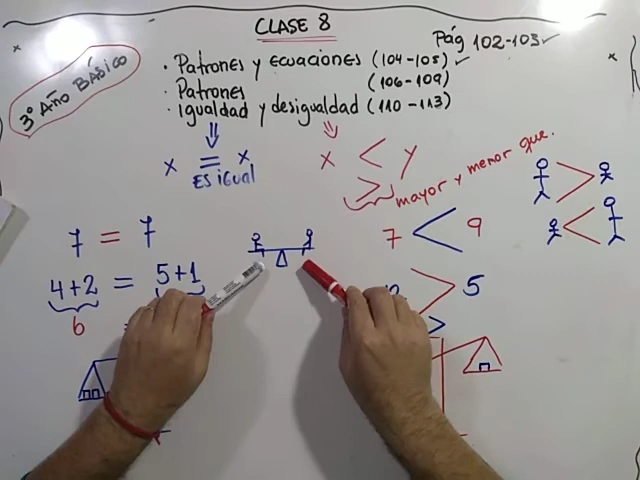 CLASE 8
Pág 102-103
3º Año Básico
· Patrones y Ecuaciones (104-105)
· Patrones (106-109)
· Igualdad y desigualdad (110-113)
x = x
ES IGUAL
x < y
>
mayor y menor que.
>
<
7 = 7
7 < 9
4+2 = 5+1
6
> 5
>